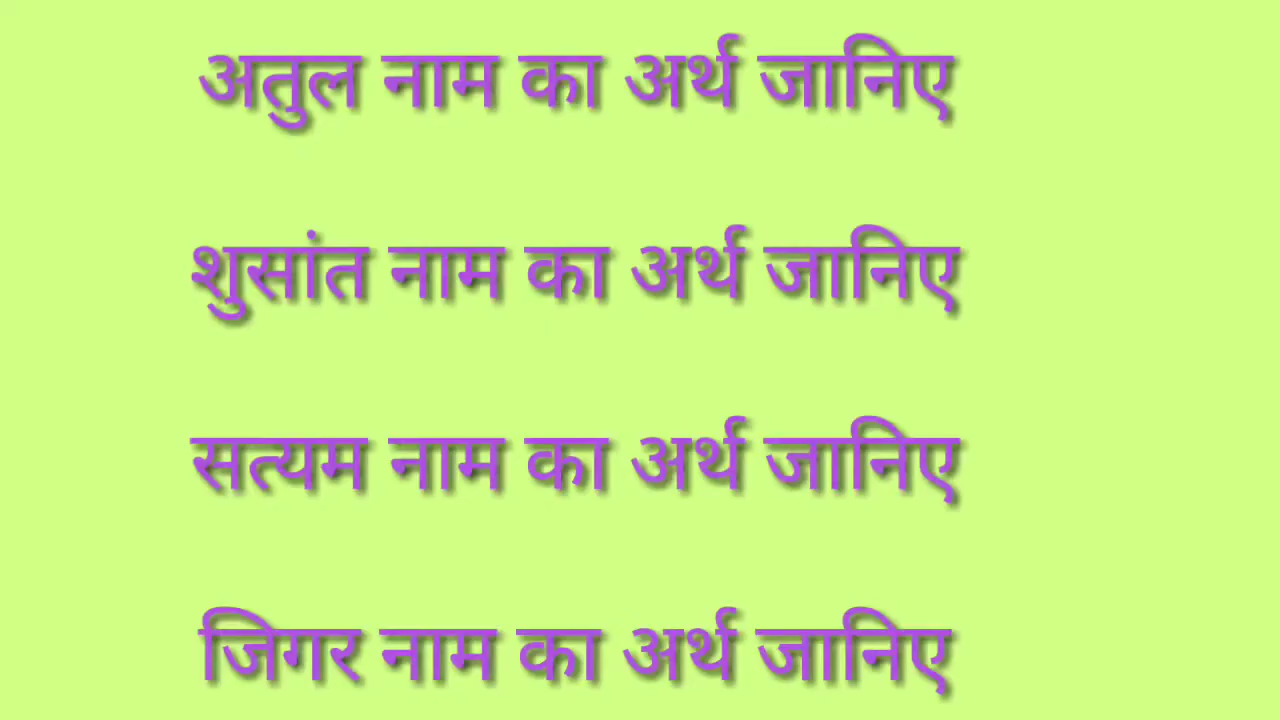 अतुल नाम का अर्थ जानिए
शुसांत नाम का अर्थ जानिए
सत्यम नाम का अर्थ जानिए
जिगर नाम का अर्थ जानिए